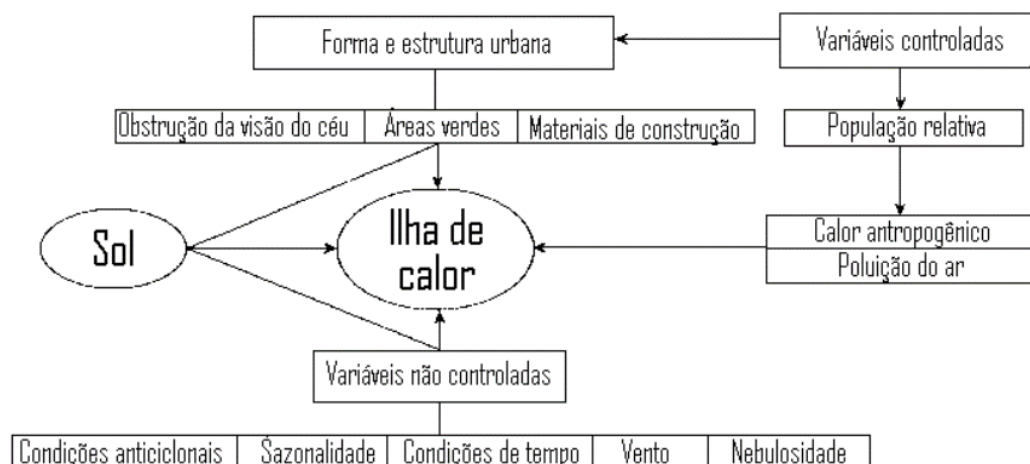 Forma e estrutura urbana
Variáveis controladas
Obstrução da visão do céu
Áreas verdes
Materiais de construção
População relativa
Sol
Ilha de
calor
Calor antropogênico
Poluição do ar
Variáveis não controladas
Condições anticiclonais
Sazonalidade
Condições de tempo
Vento
Nebulosidade